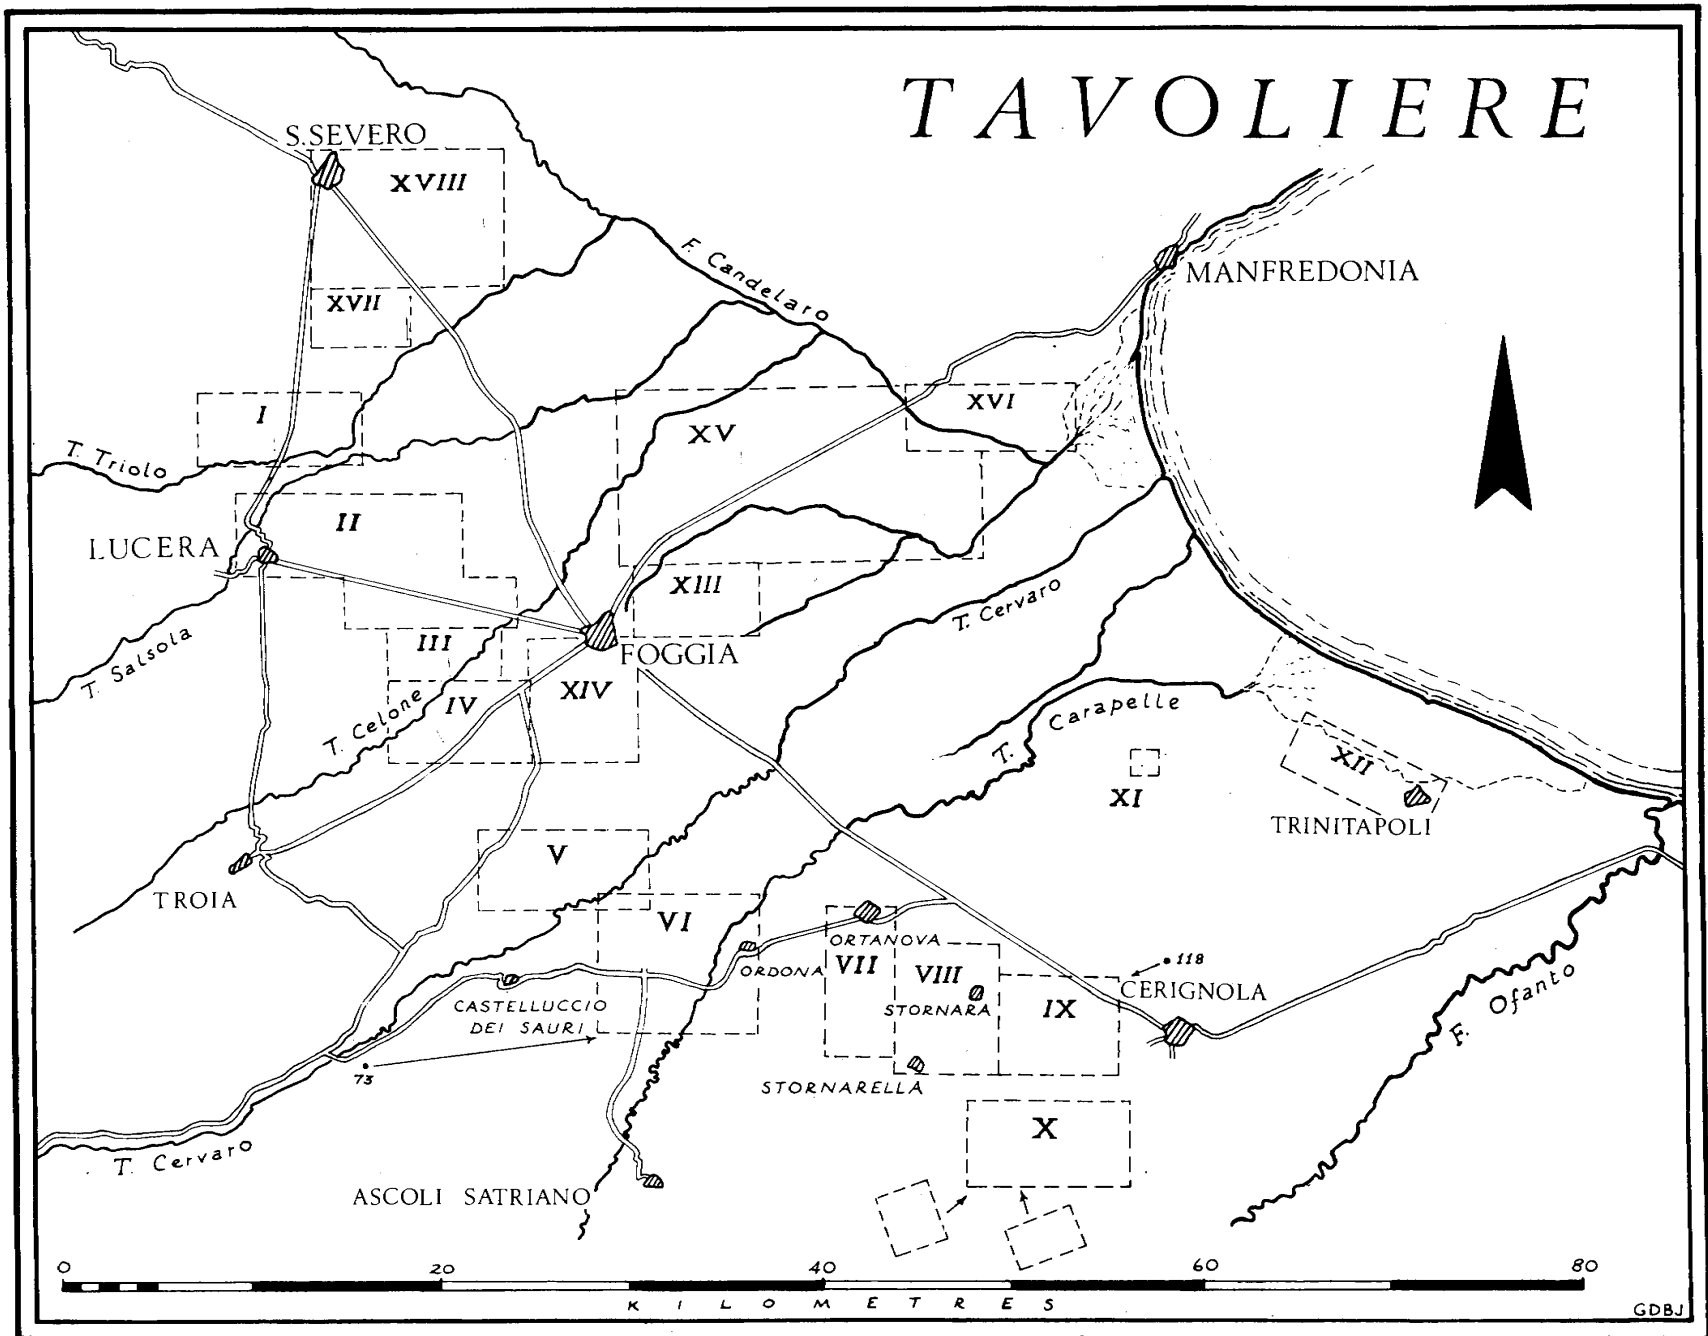 TAVOLIERE
S.SEVERO
XVIII
F. Candelaro
MANFREDONIA
XVII
I
XV
XVI
T. Triolo
II
LUCERA
XIII
T. Cervaro
T. Salsola
III
FOGGIA
XIV
IV
T. Celone
T. Carapelle
XII
XI
TRINITAPOLI
V
TROIA
VI
ORTANOVA
ORDONA
VII
VIII
118
CERIGNOLA
CASTELLUCCIO
DEI SAURI
STORNARA
IX
F. Ofanto
73
STORNARELLA
X
T. Cervaro
ASCOLI SATRIANO
0 20 40 60 80
KILOMETRES
GDBJ